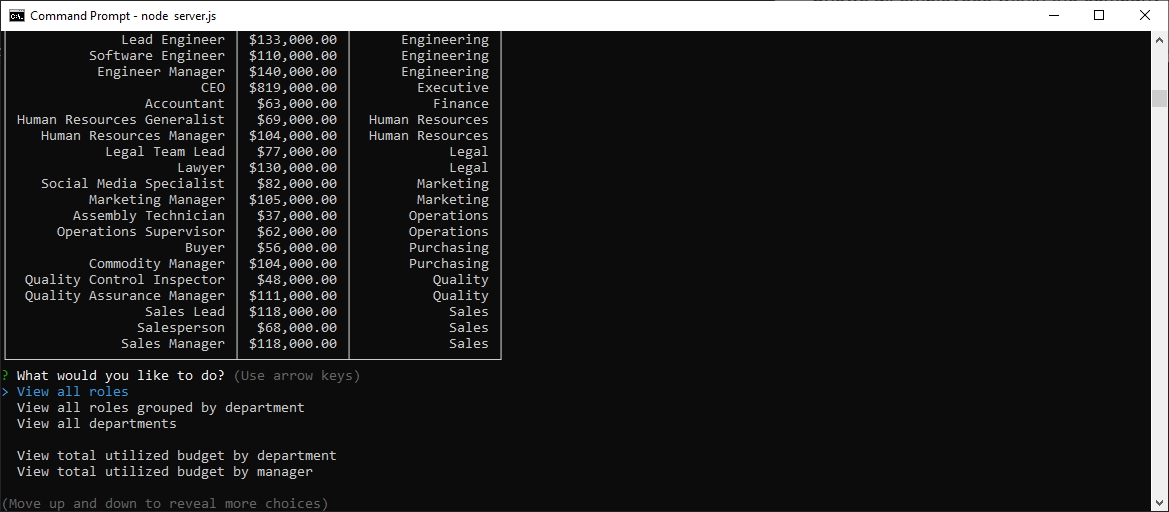 Command Prompt - node server.js
Lead Engineer $133,000.00 Engineering
Software Engineer $110,000.00 Engineering
Engineer Manager $140,000.00 Engineering
CEO $819,000.00 Executive
Accountant $63,000.00 Finance
Human Resources Generalist $69,000.00 Human Resources
Human Resources Manager $104,000.00 Human Resources
Legal Team Lead $77,000.00 Legal
Lawyer $130,000.00 Legal
Social Media Specialist $82,000.00 Marketing
Marketing Manager $105,000.00 Marketing
Assembly Technician $37,000.00 Operations
Operations Supervisor $62,000.00 Operations
Buyer $56,000.00 Purchasing
Commodity Manager $104,000.00 Purchasing
Quality Control Inspector $48,000.00 Quality
Quality Assurance Manager $111,000.00 Quality
Sales Lead $118,000.00 Sales
Salesperson $68,000.00 Sales
Sales Manager $118,000.00 Sales
? What would you like to do? (Use arrow keys)
> View all roles
View all roles grouped by department
View all departments
View total utilized budget by department
View total utilized budget by manager
(Move up and down to reveal more choices)